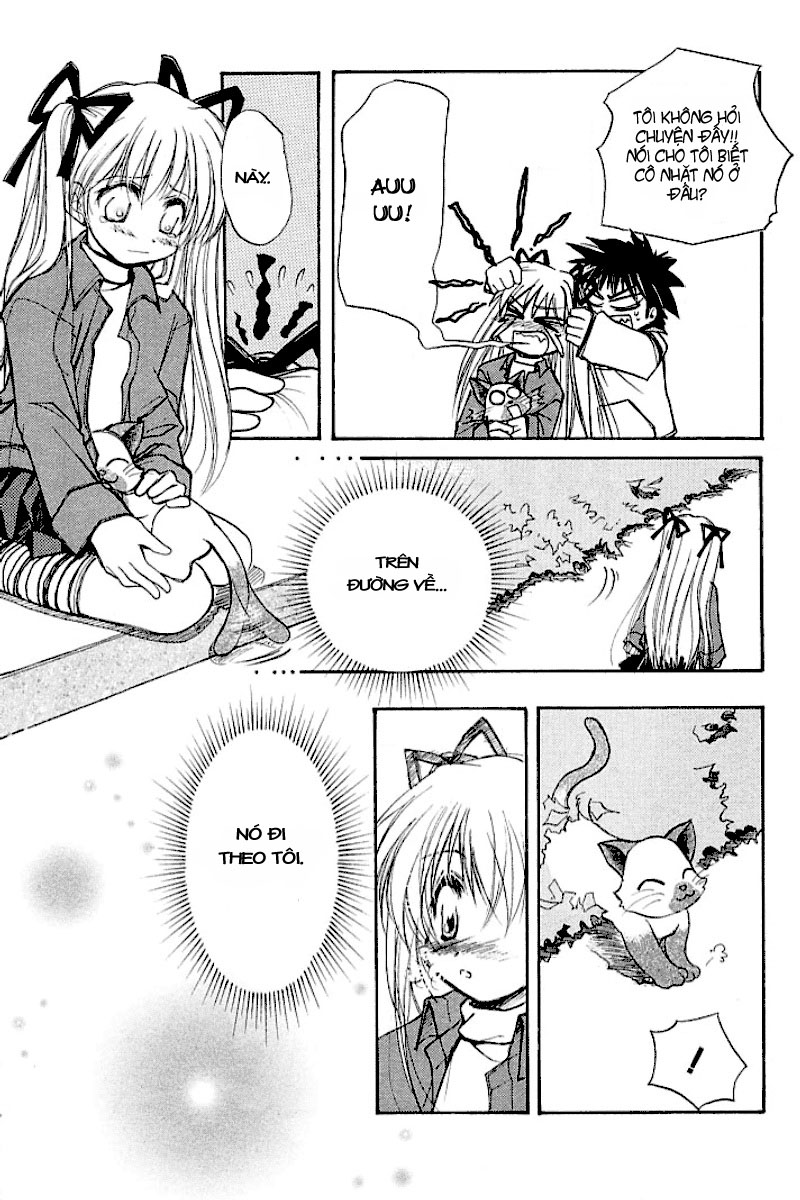 TÔI KHÔNG HỎI
CHUYỆN ĐẤY!!
NÓI CHO TÔI BIẾT
CÔ NHẶT NÓ Ở
ĐÂU?
AUU
UU!
NÀY..
TRÊN
ĐƯỜNG VỀ...
!
NÓ ĐI
THEO TÔI.